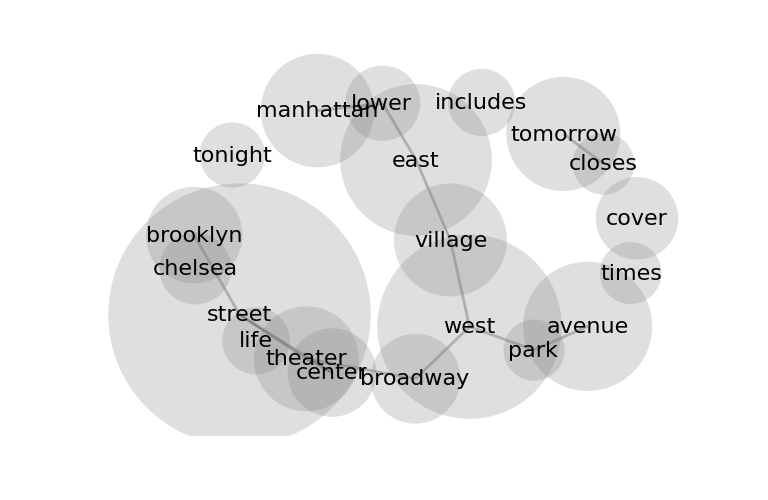 includes
lower
manhattan
tomorrow
tonight
east
closes
cover
brooklyn
village
chelsea
times
street
west
avenue
life
park
theater
center
broadway